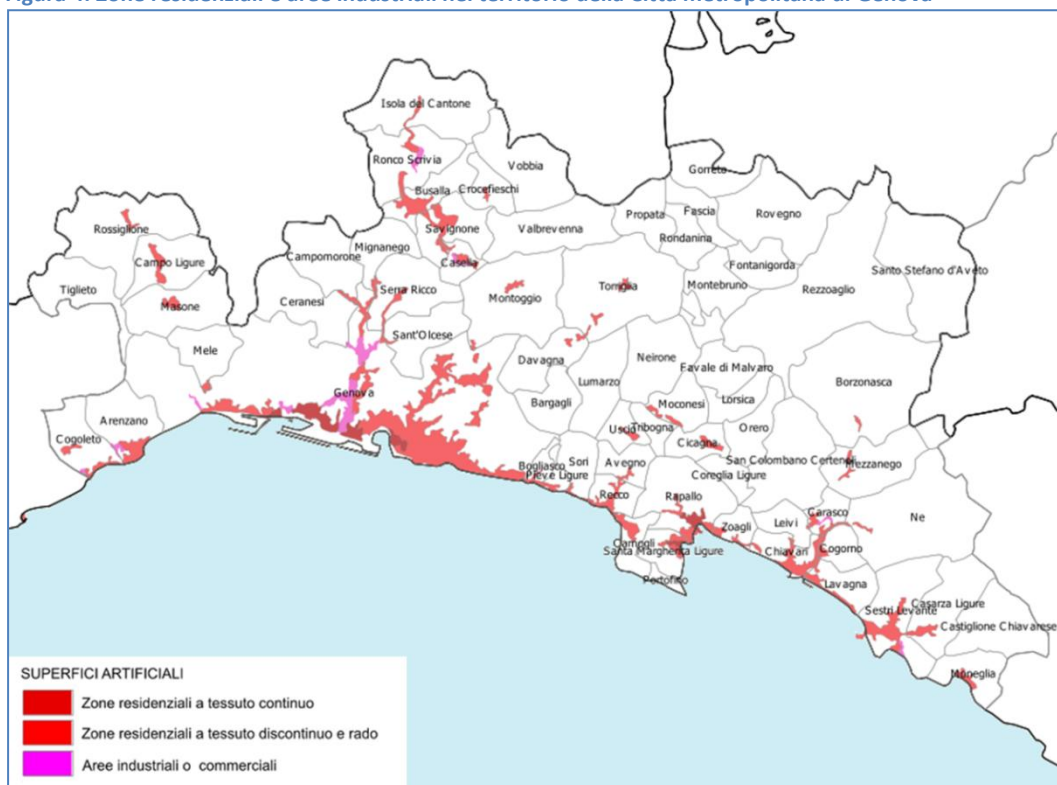 Isola del Cantone
Ronco Scrivia
Vobbia
Gorreto
Busalla
Crocefieschi
Rossiglione
Propata
Fascia
Rovegno
Savignone
Valbrevenna
Rondanina
Mignanego
Campo Ligure
Campomorone
Casella
Fontanigorda
Santo Stefano d'Aveto
Tiglieto
Serra Ricco
Torriglia
Montebruno
Rezzoaglio
Masone
Ceranesi
Montoggio
Sant'Olcese
Mele
Davagna
Neirone
Favale di Malvaro
Lumarzo
Borzonasca
Genova
Bargagli
Lorsica
Moconesi
Arenzano
Uscio
Tribogna
Orero
Cogoleto
Cicagna
Sori
Avegno
San Colombano Certenoli
Mezzanego
Bogliasco
Pieve Ligure
Coreglia Ligure
Recco
Rapallo
Carasco
Ne
Zoagli
Leivi
Camogli
Santa Margherita Ligure
Chiavari
Cogorno
Portofino
Lavagna
Casarza Ligure
Sestri Levante
Castiglione Chiavarese
Moneglia
SUPERFICI ARTIFICIALI
Zone residenziali a tessuto continuo
Zone residenziali a tessuto discontinuo e rado
Aree industriali o commerciali